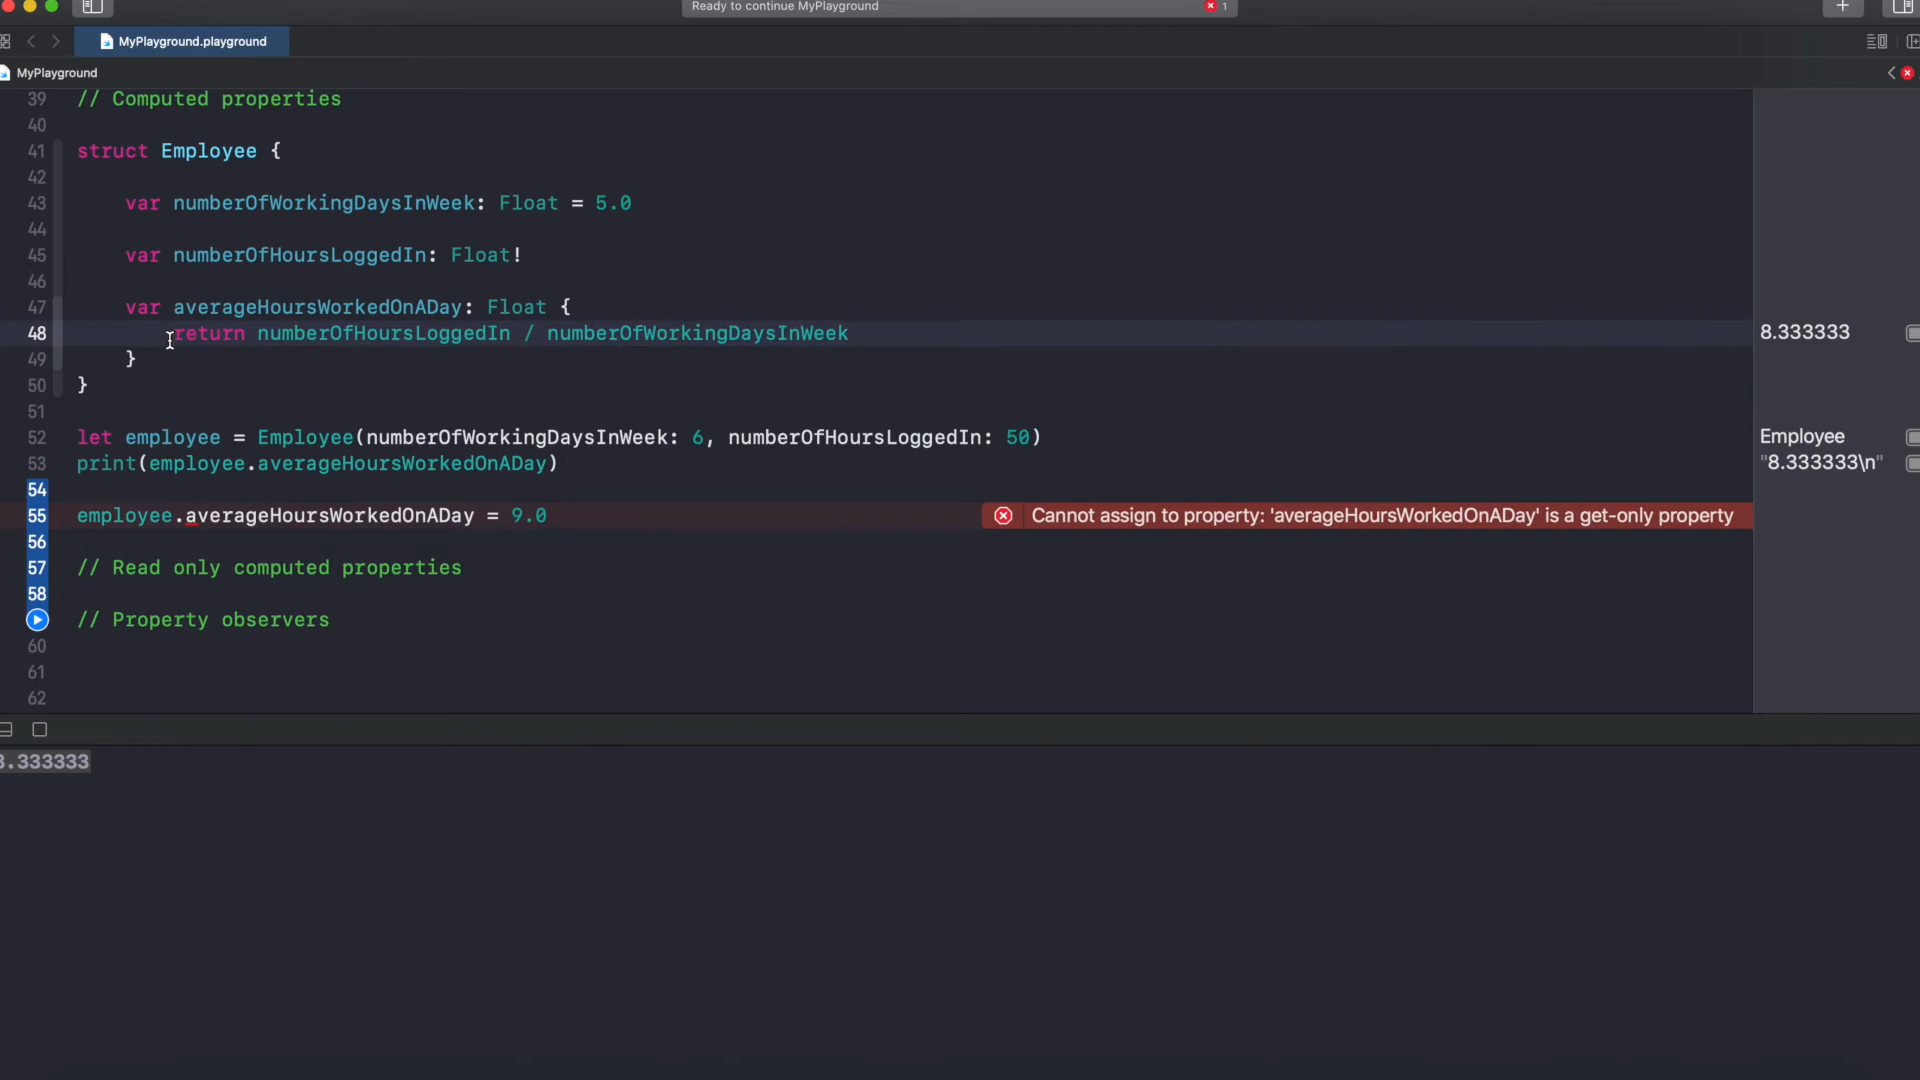 Ready to continue MyPlayground
1
MyPlayground.playground
MyPlayground
39 // Computed properties
40
41 struct Employee {
42
43 var numberOfWorkingDaysInWeek: Float = 5.0
44
45 var numberOfHoursLoggedIn: Float!
46
47 var averageHoursWorkedOnADay: Float {
48 return numberOfHoursLoggedIn / numberOfWorkingDaysInWeek 8.333333
49 }
50 }
51
52 let employee = Employee(numberOfWorkingDaysInWeek: 6, numberOfHoursLoggedIn: 50) Employee
53 print(employee.averageHoursWorkedOnADay) "8.333333\n"
54
55 employee.averageHoursWorkedOnADay = 9.0 Cannot assign to property: 'averageHoursWorkedOnADay' is a get-only property
56
57 // Read only computed properties
58
// Property observers
60
61
62
8.333333